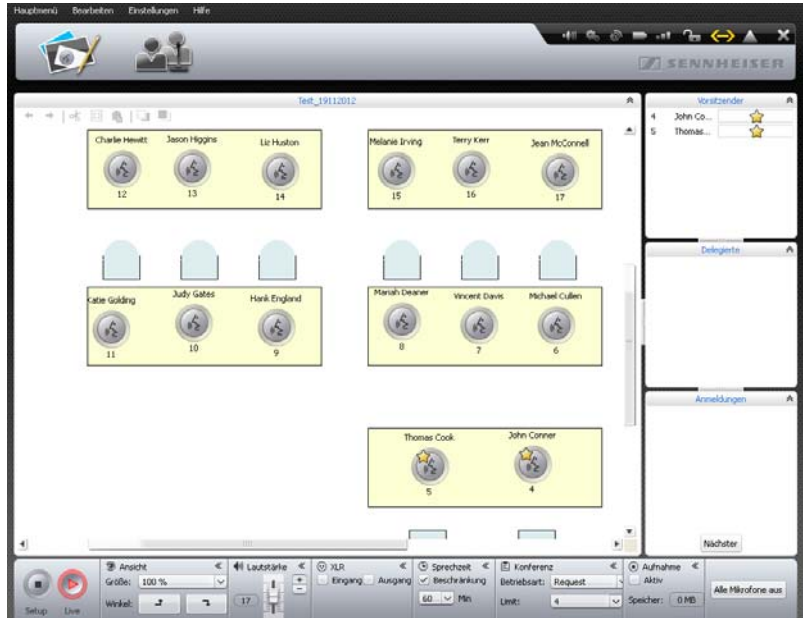 Hauptmenü Bearbeiten Einstellungen Hilfe
SENNHEISER
Test_19112012
Charlie Hewitt Jason Higgins Liz Huston
12 13 14
Melanie Irving Terry Kerr Jean McConnell
15 16 17
Katie Golding Judy Gates Hank England
11 10 9
Mariah Deaner Vincent Davis Michael Cullen
8 7 6
Thomas Cook John Conner
5 4
Vorsitzender
4 John Co...
5 Thomas...
Delegierte
Anmeldungen
Nächster
Setup Live
Ansicht
Größe: 100 %
Winkel:
Lautstärke
17
XLR
Eingang Ausgang
Sprechzeit
Beschränkung
60 Min
Konferenz
Betriebsart: Request
Limit: 4
Aufnahme
Aktiv
Speicher: 0 MB
Alle Mikrofone aus